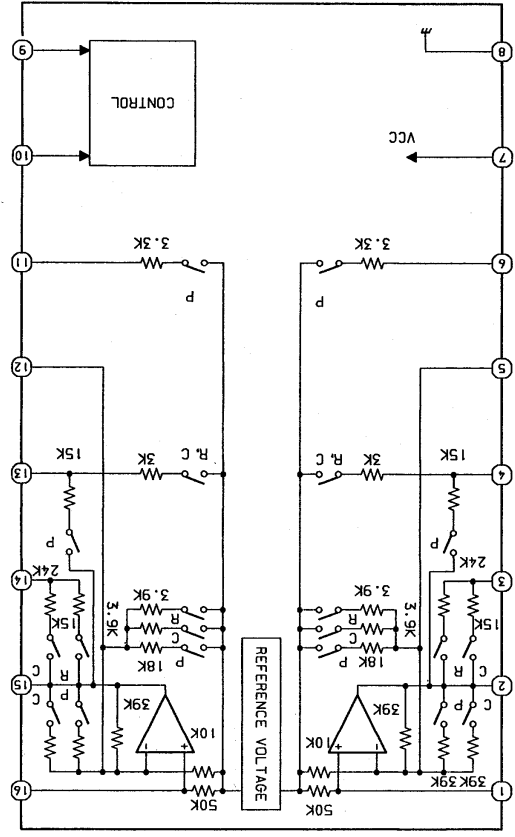 9
CONTROL
8
10
VCC
7
11
3.3K
3.3K
6
P
P
12
5
15K
15K
13
3K
R.C
R.C
3K
4
P
P
14
24K
24K
3
15K
3.9K
3.9K
3.9K
3.9K
15K
R
R
C
R
C
C
R
C
15
18K
P
P
18K
2
C
P
39K
39K
P
C
REFERENCE VOLTAGE
10K
10K
- +
+ -
39K
39K
16
50K
50K
1